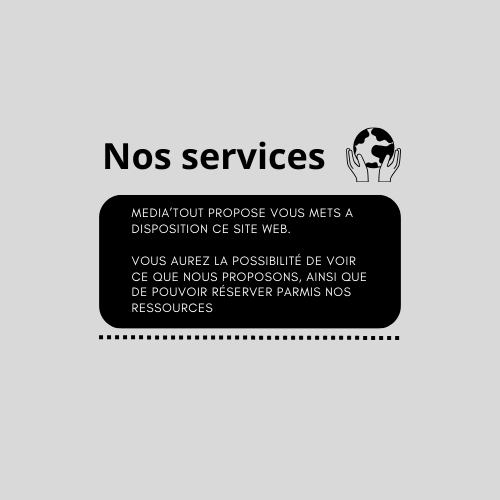 Nos services
MEDIA'TOUT PROPOSE VOUS METS A
DISPOSITION CE SITE WEB.
VOUS AUREZ LA POSSIBILITÉ DE VOIR
CE QUE NOUS PROPOSONS, AINSI QUE
DE POUVOIR RÉSERVER PARMIS NOS
RESSOURCES